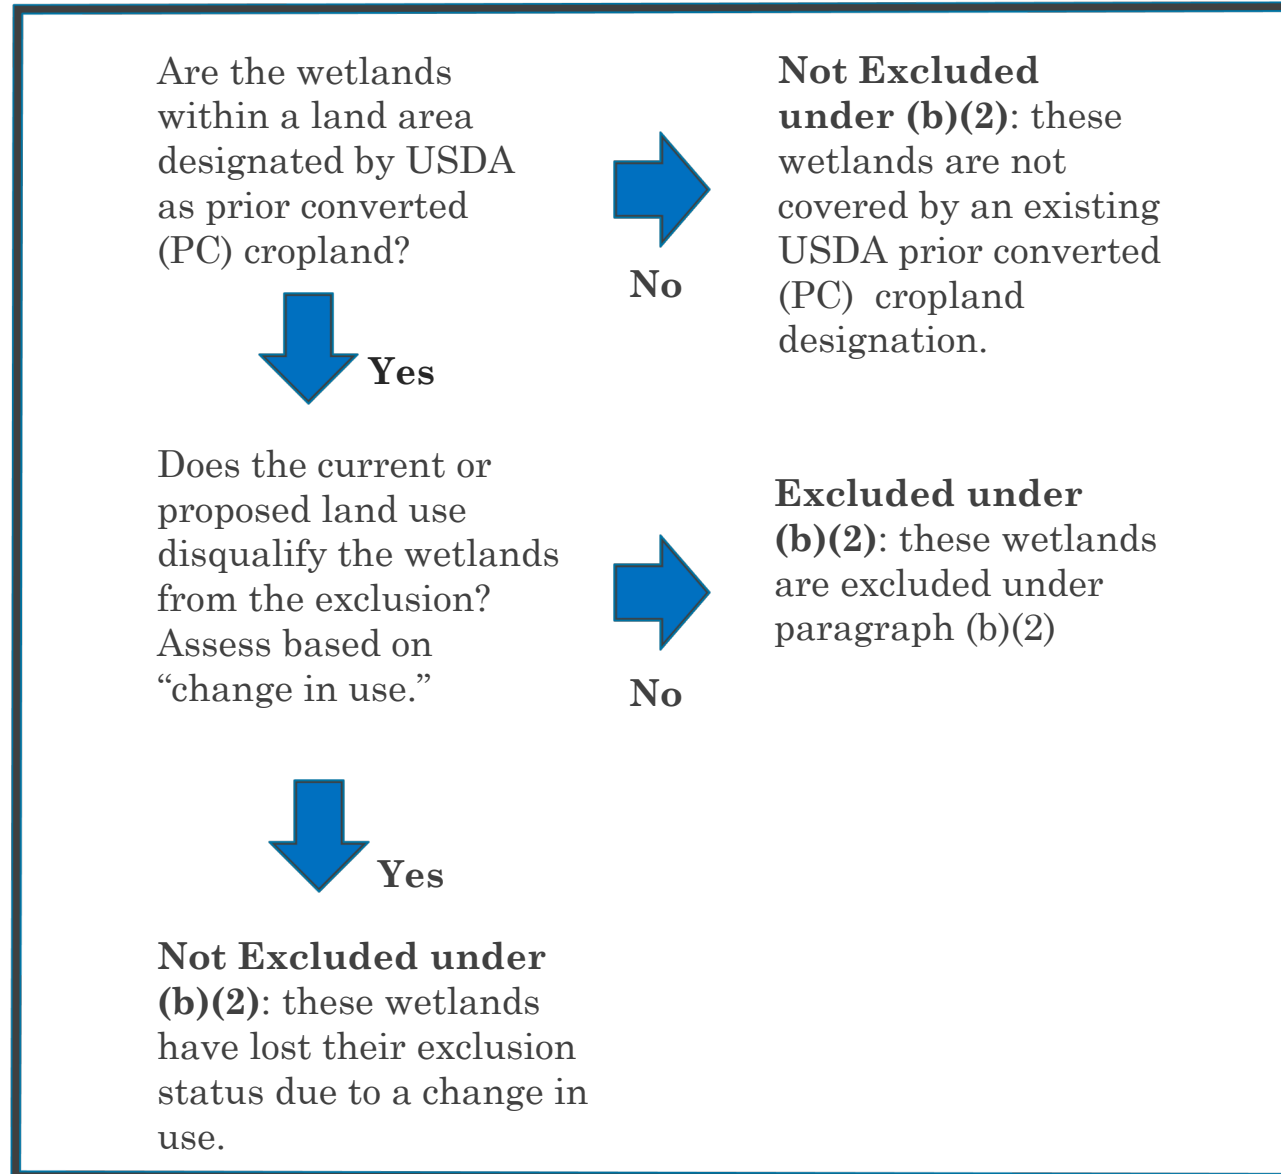 Are the wetlands
within a land area
designated by USDA
as prior converted
(PC) cropland?
No
Not Excluded
under (b)(2): these
wetlands are not
covered by an existing
USDA prior converted
(PC) cropland
designation.
Yes
Does the current or
proposed land use
disqualify the wetlands
from the exclusion?
Assess based on
“change in use.”
No
Excluded under
(b)(2): these wetlands
are excluded under
paragraph (b)(2)
Yes
Not Excluded under
(b)(2): these wetlands
have lost their exclusion
status due to a change in
use.